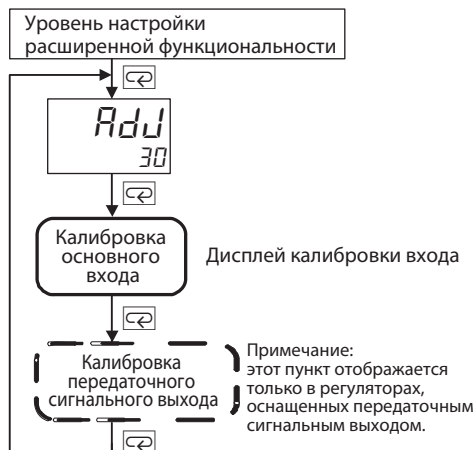 Уровень настройки
расширенной функциональности
AdJ
30
Калибровка
основного
входа
Дисплей калибровки входа
Калибровка
передаточного
сигнального выхода
Примечание:
этот пункт отображается
только в регуляторах,
оснащенных передаточным
сигнальным выходом.